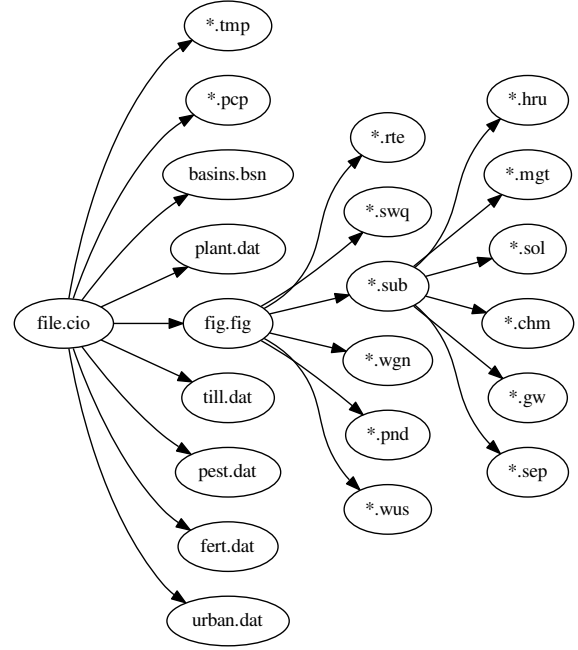 file.cio
*.tmp
*.pcp
basins.bsn
plant.dat
fig.fig
till.dat
pest.dat
fert.dat
urban.dat
*.rte
*.swq
*.sub
*.wgn
*.pnd
*.wus
*.hru
*.mgt
*.sol
*.chm
*.gw
*.sep